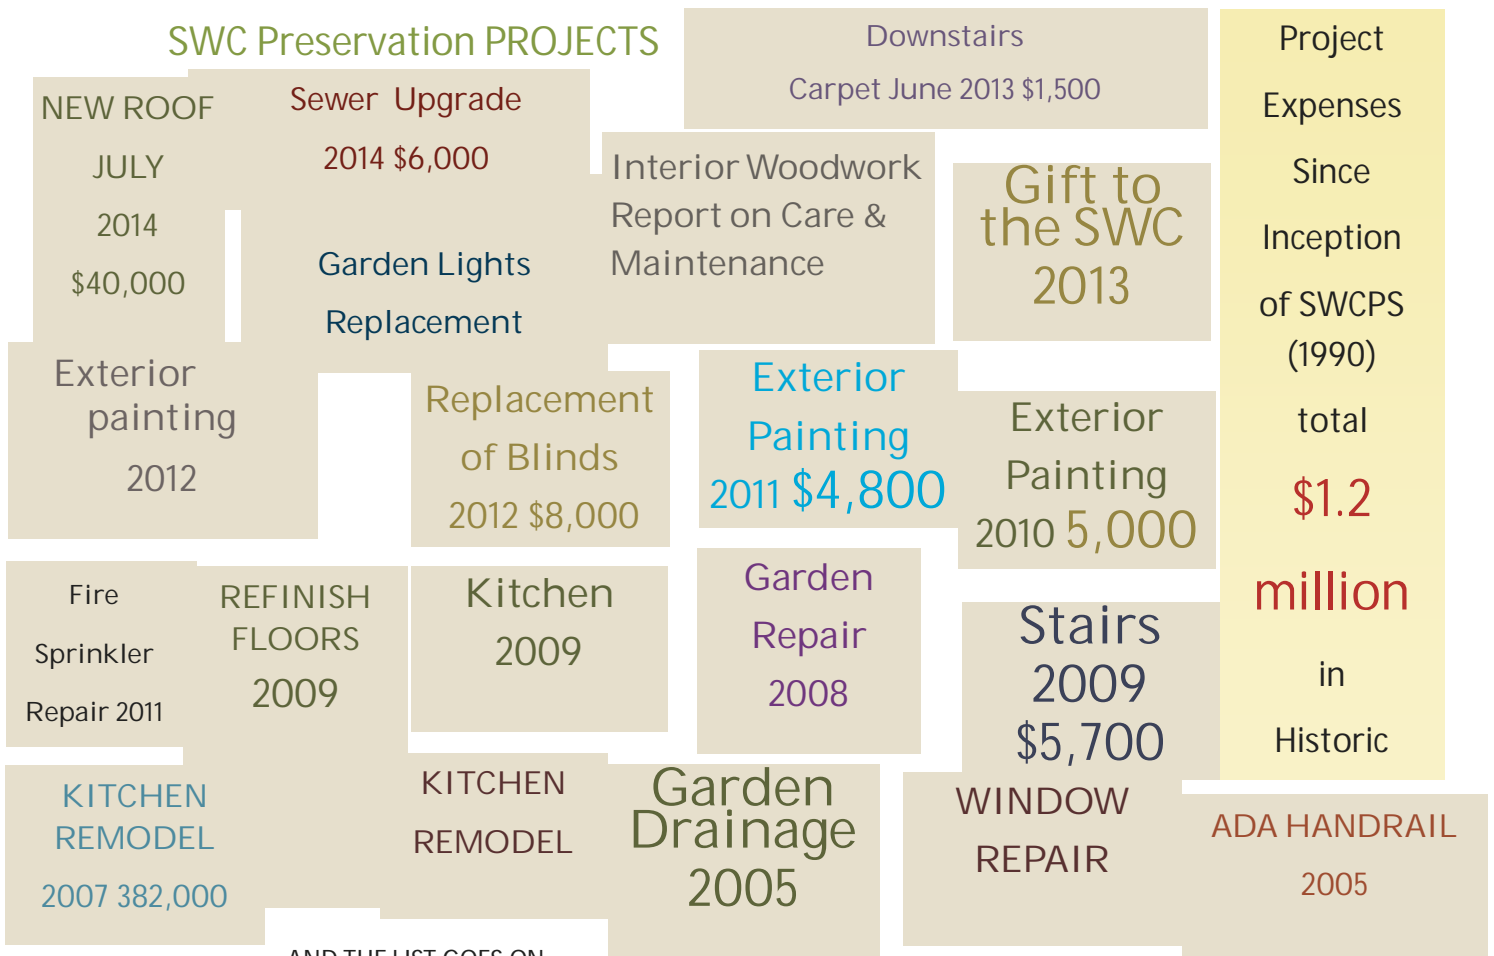 SWC Preservation PROJECTS
NEW ROOF
JULY
2014
$40,000
Sewer Upgrade
2014 $6,000
Garden Lights
Replacement
Downstairs
Carpet June 2013 $1,500
Interior Woodwork
Report on Care &
Maintenance
Gift to
the SWC
2013
Project
Expenses
Since
Inception
of SWCPS
(1990)
total
$1.2
million
in
Historic
Exterior
painting
2012
Replacement
of Blinds
2012 $8,000
Exterior
Painting
2011 $4,800
Exterior
Painting
2010 5,000
Fire
Sprinkler
Repair 2011
REFINISH
FLOORS
2009
Kitchen
2009
Garden
Repair
2008
Stairs
2009
$5,700
KITCHEN
REMODEL
2007 382,000
KITCHEN
REMODEL
Garden
Drainage
2005
WINDOW
REPAIR
ADA HANDRAIL
2005
AND THE LIST GOES ON